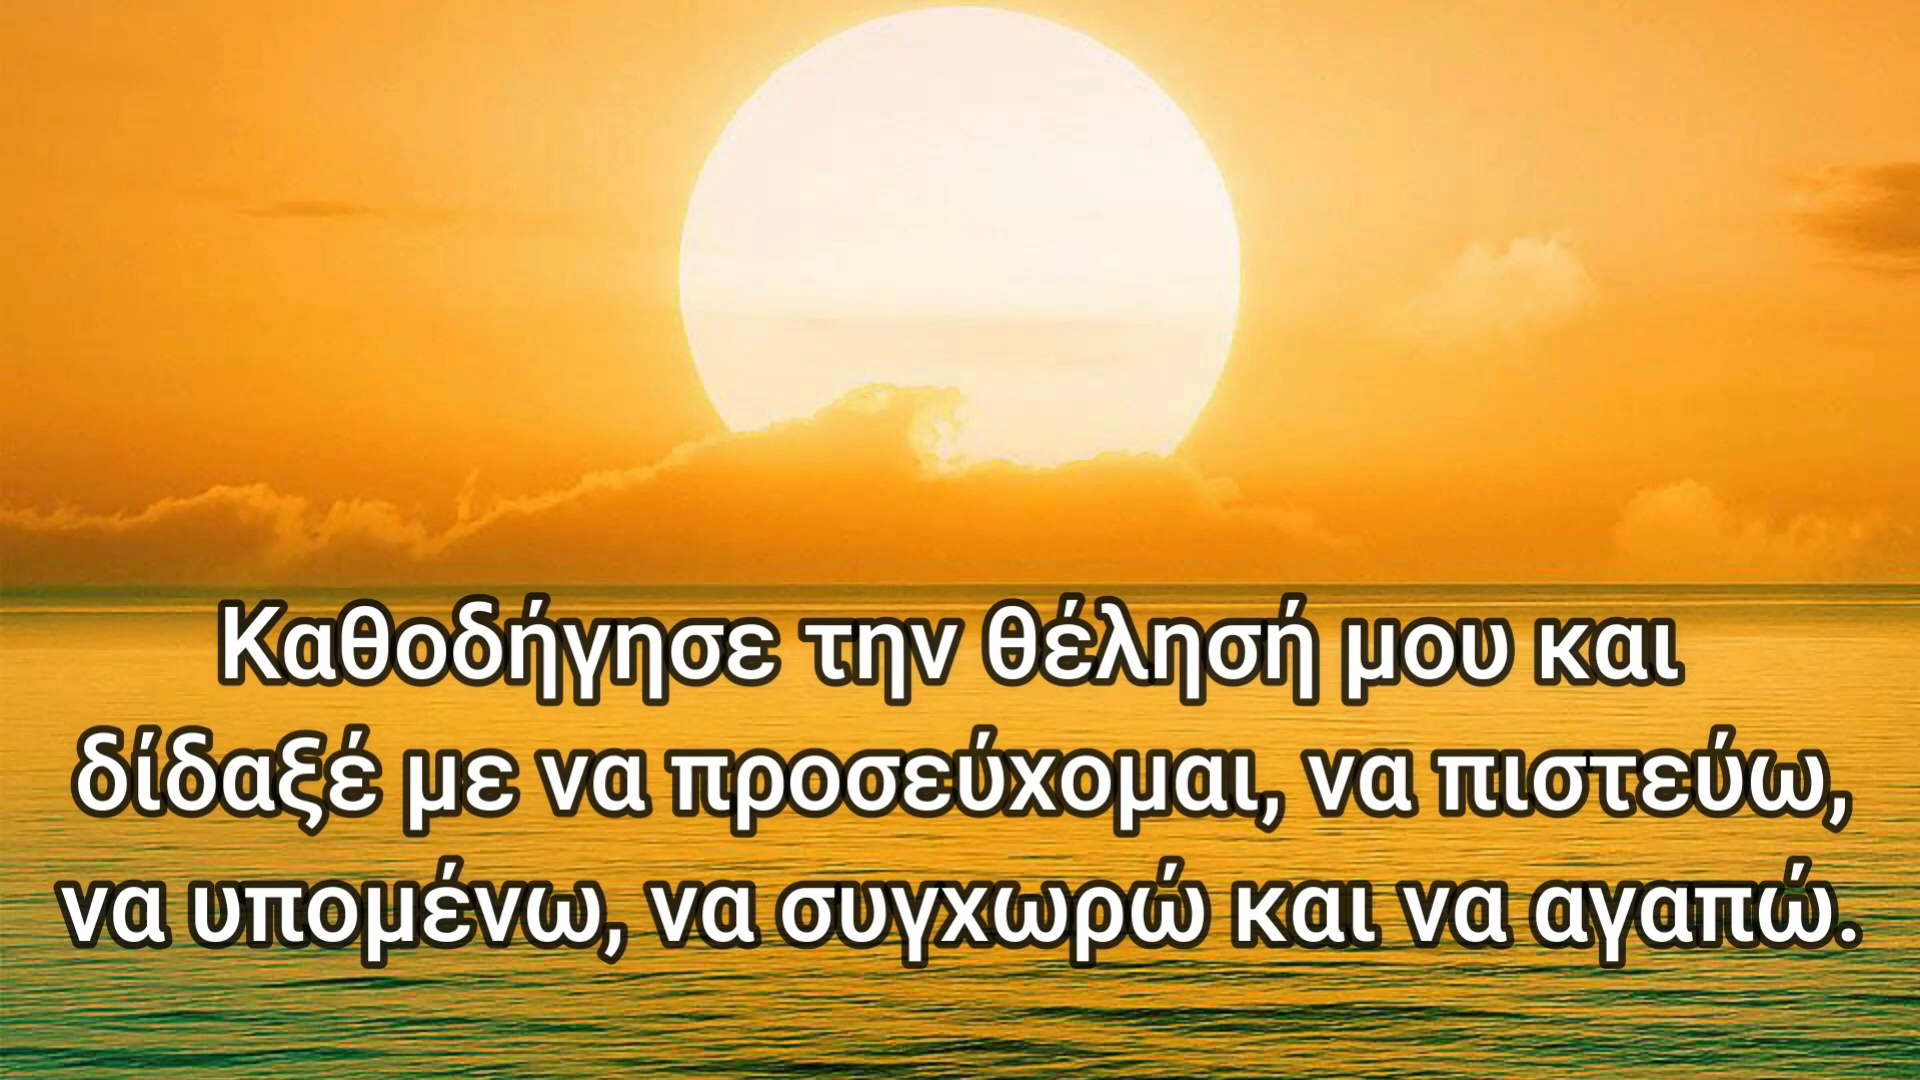 Καθοδήγησε την θέλησή μου και
δίδαξέ με να προσεύχομαι, να πιστεύω,
να υπομένω, να συγχωρώ και να αγαπώ.